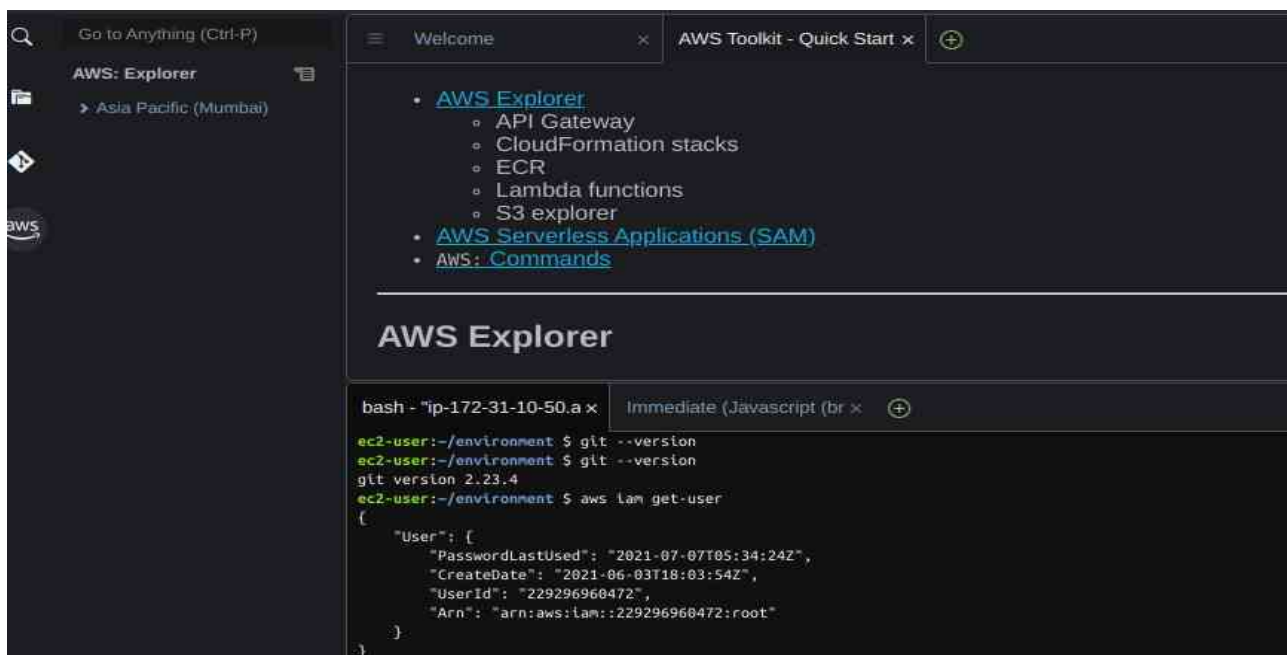 Go to Anything (Ctrl-P)
AWS: Explorer
Asia Pacific (Mumbai)
aws
Welcome
AWS Toolkit - Quick Start
AWS Explorer
API Gateway
CloudFormation stacks
ECR
Lambda functions
S3 explorer
AWS Serverless Applications (SAM)
AWS: Commands
AWS Explorer
bash - "ip-172-31-10-50.a
Immediate (Javascript (br
ec2-user:~/environment $ git --version
ec2-user:~/environment $ git --version
git version 2.23.4
ec2-user:~/environment $ aws iam get-user
{
    "User": {
        "PasswordLastUsed": "2021-07-07T05:34:24Z",
        "CreateDate": "2021-06-03T18:03:54Z",
        "UserId": "229296960472",
        "Arn": "arn:aws:iam::229296960472:root"
    }
}